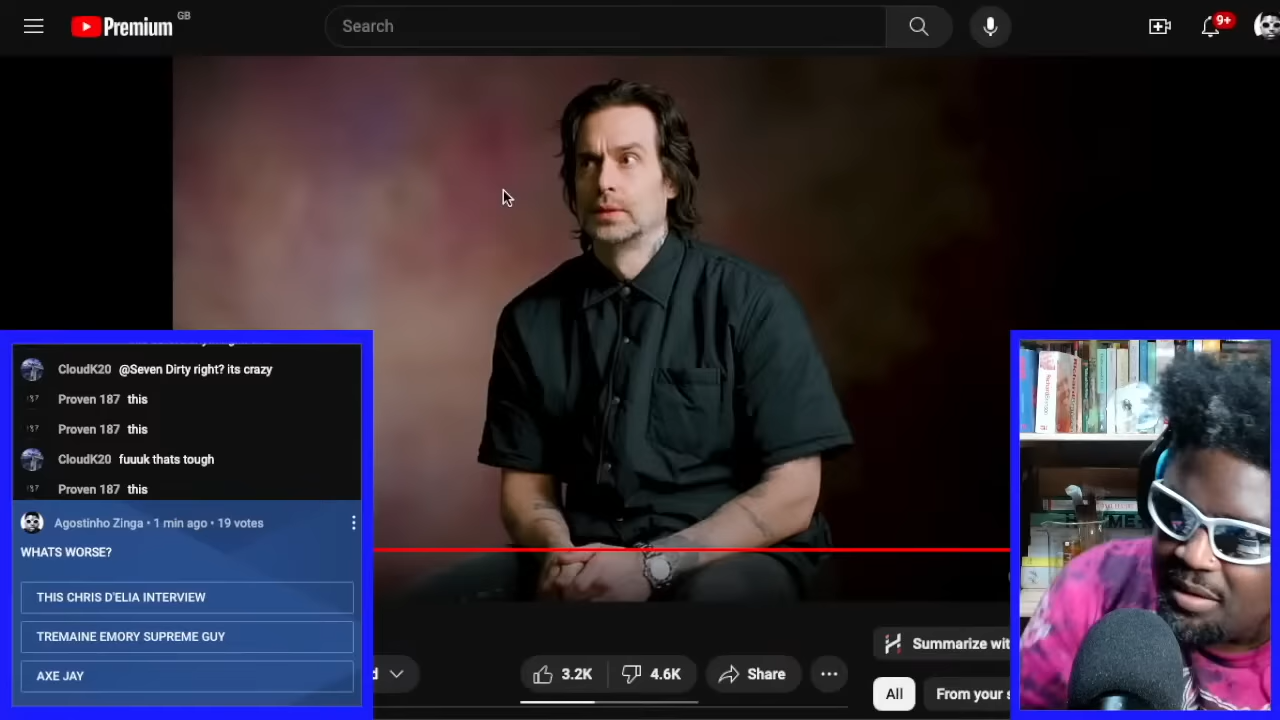 Premium GB
Search
9+
CloudK20 @Seven Dirty right? its crazy
Proven 187 this
Proven 187 this
CloudK20 fuuuk thats tough
Proven 187 this
Agostinho Zinga • 1 min ago • 19 votes
WHATS WORSE?
THIS CHRIS D'ELIA INTERVIEW
TREMAINE EMORY SUPREME GUY
AXE JAY
3.2K
4.6K
Share
Summarize wit
All
From your s